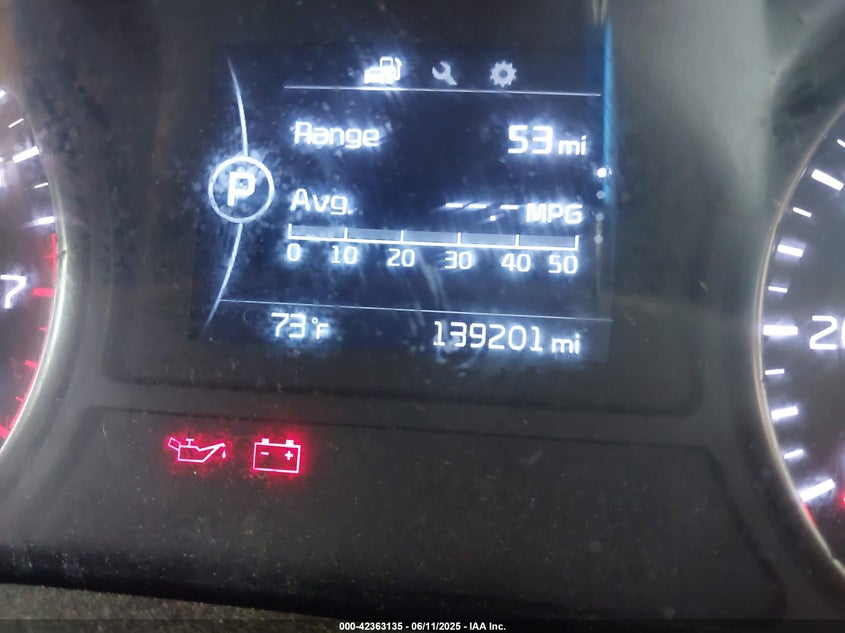 Range 53 mi
P
Avg. --.- MPG
0 10 20 30 40 50
7
73°F 139201 mi
- +
000-42363135 - 06/11/2025 - IAA Inc.